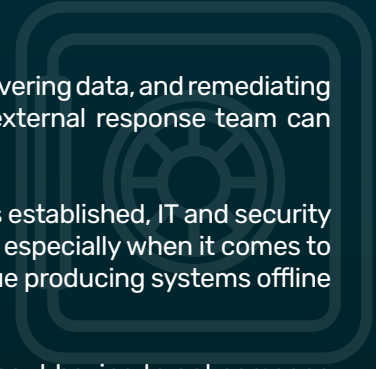 vering data, and remediating
external response team can
s established, IT and security
especially when it comes to
ue producing systems offline